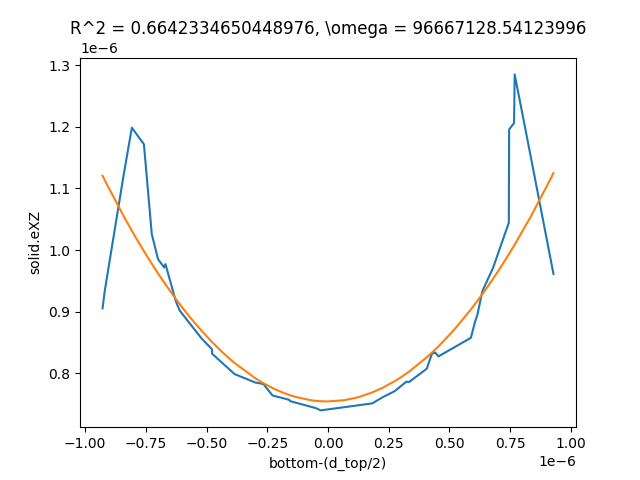 R^2 = 0.6642334650448976, \omega = 96667128.54123996
1e−6
1.3
1.2
1.1
1.0
0.9
0.8
solid.eXZ
−1.00 −0.75 −0.50 −0.25 0.00 0.25 0.50 0.75 1.00
1e−6
bottom-(d_top/2)